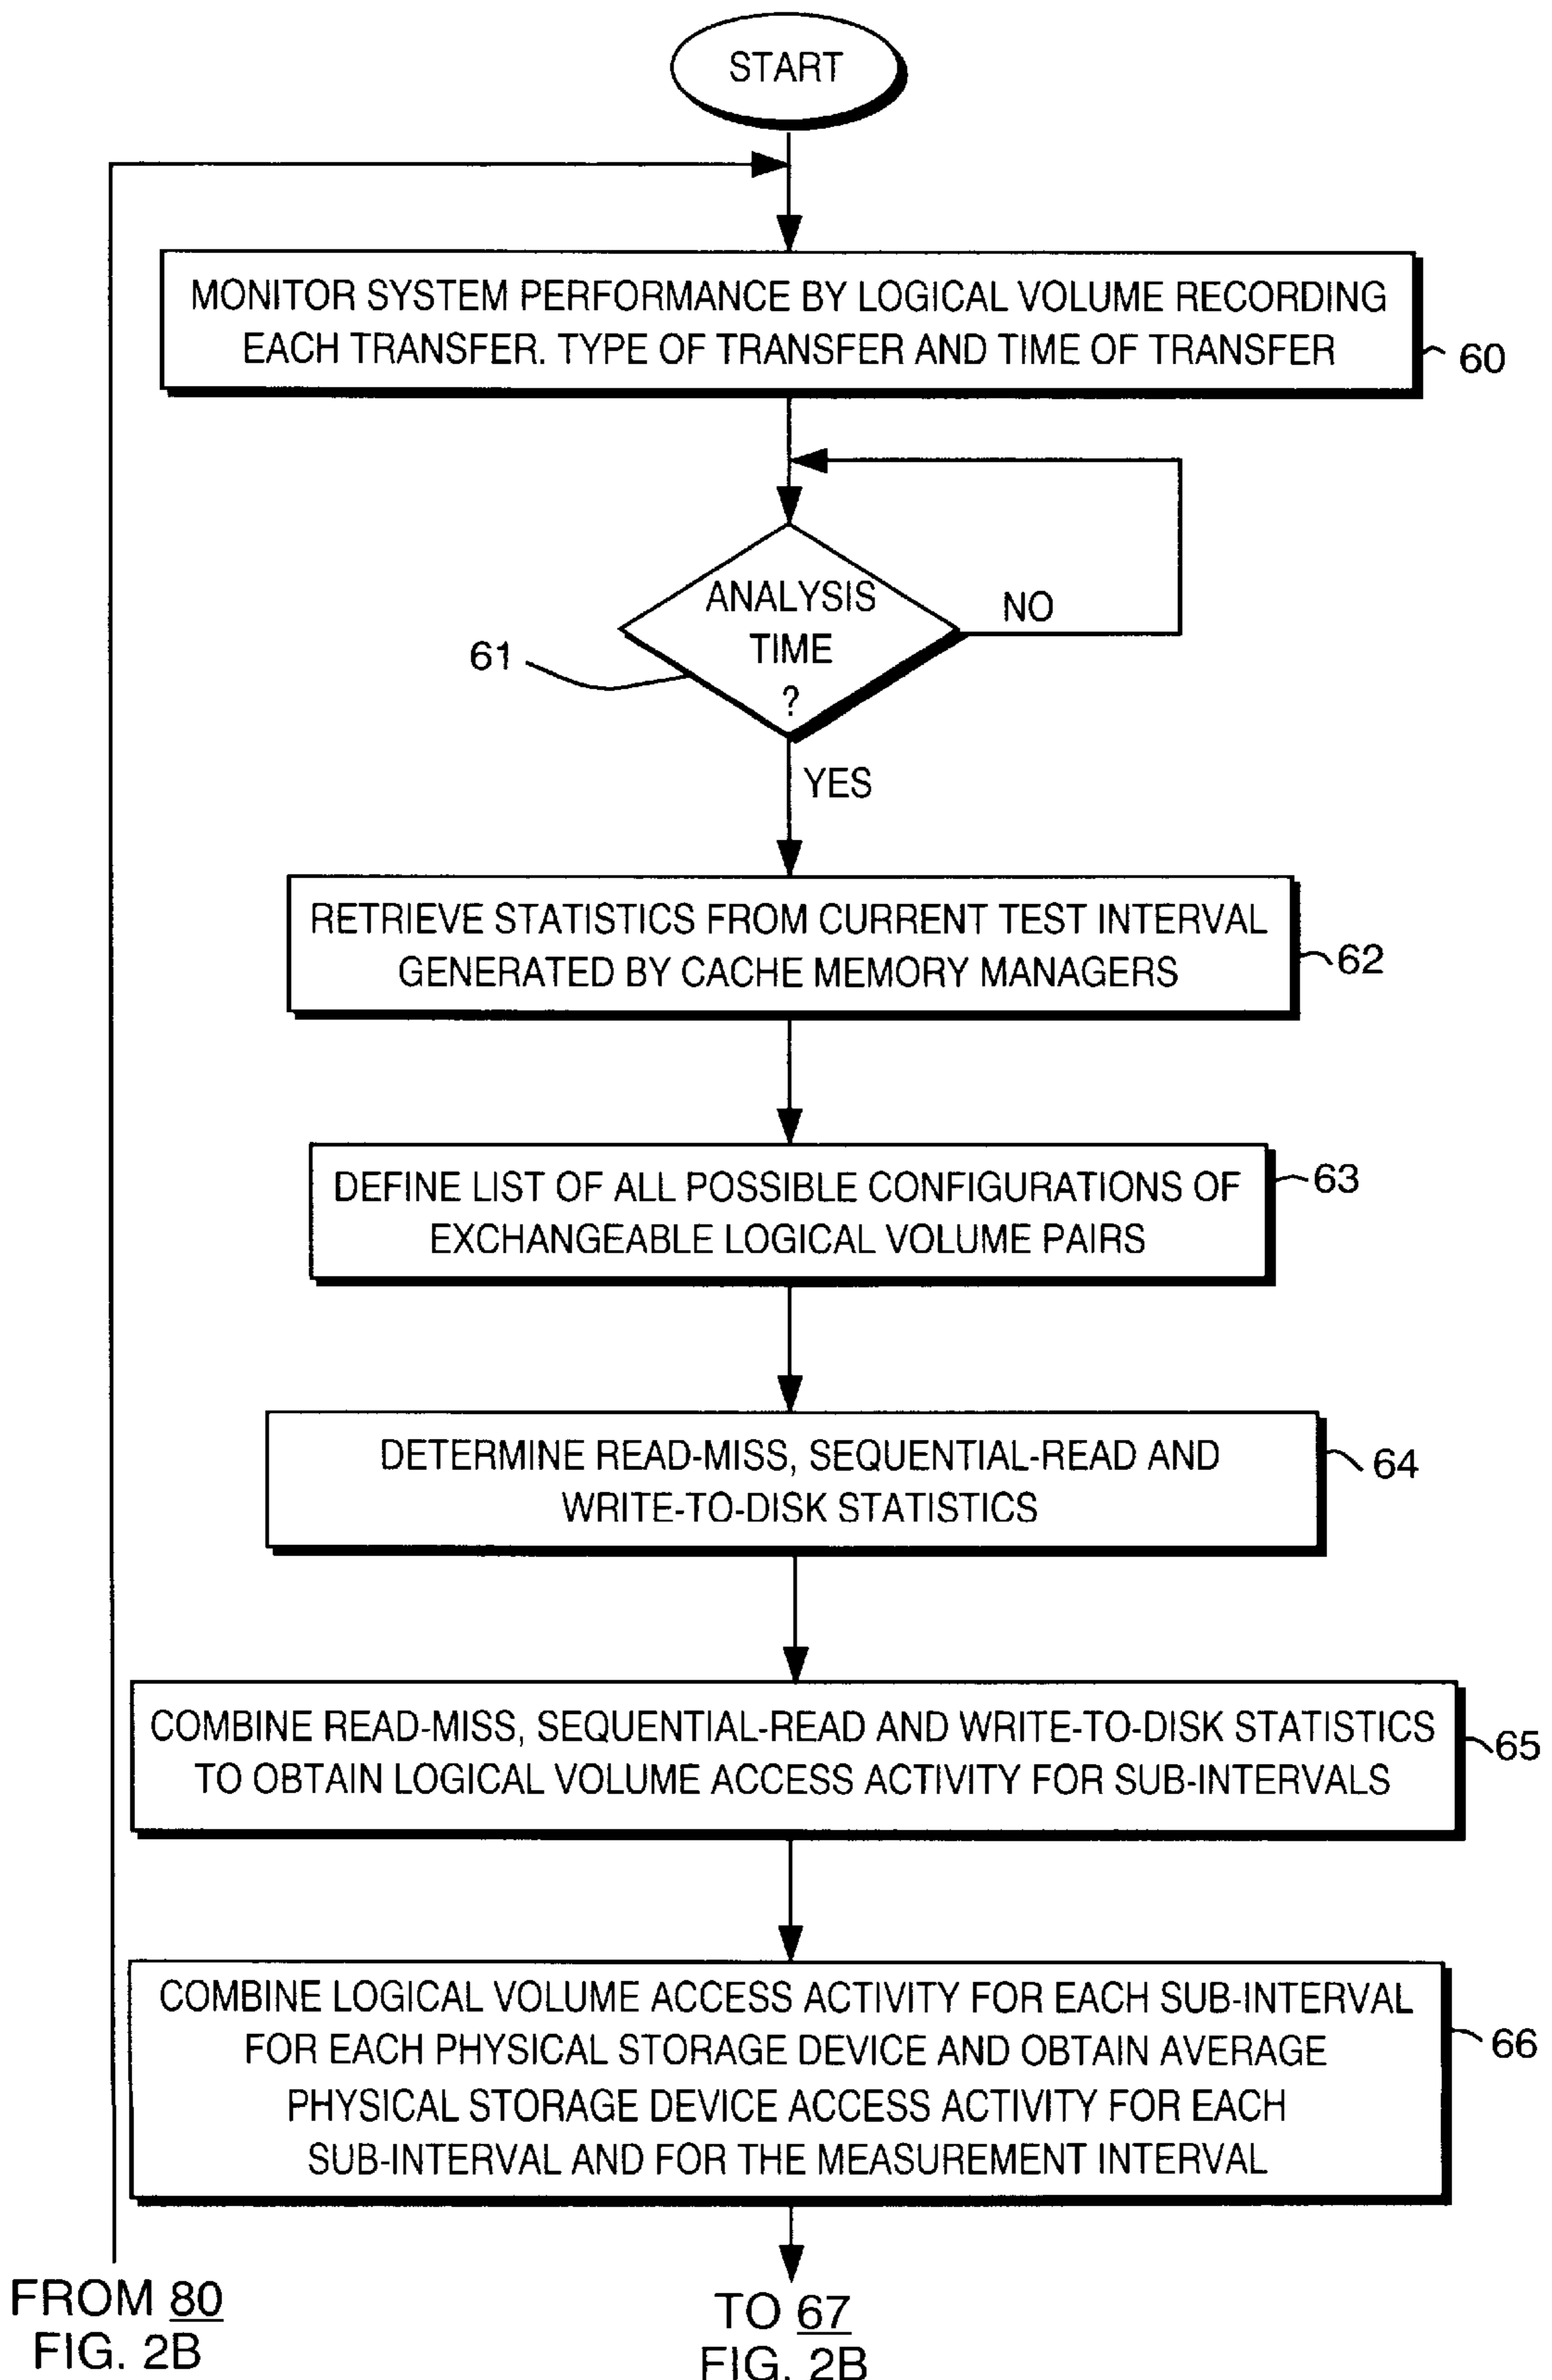 START
MONITOR SYSTEM PERFORMANCE BY LOGICAL VOLUME RECORDING
EACH TRANSFER. TYPE OF TRANSFER AND TIME OF TRANSFER
60
ANALYSIS
TIME
?
NO
61
YES
RETRIEVE STATISTICS FROM CURRENT TEST INTERVAL
GENERATED BY CACHE MEMORY MANAGERS
62
DEFINE LIST OF ALL POSSIBLE CONFIGURATIONS OF
EXCHANGEABLE LOGICAL VOLUME PAIRS
63
DETERMINE READ-MISS, SEQUENTIAL-READ AND
WRITE-TO-DISK STATISTICS
64
COMBINE READ-MISS, SEQUENTIAL-READ AND WRITE-TO-DISK STATISTICS
TO OBTAIN LOGICAL VOLUME ACCESS ACTIVITY FOR SUB-INTERVALS
65
COMBINE LOGICAL VOLUME ACCESS ACTIVITY FOR EACH SUB-INTERVAL
FOR EACH PHYSICAL STORAGE DEVICE AND OBTAIN AVERAGE
PHYSICAL STORAGE DEVICE ACCESS ACTIVITY FOR EACH
SUB-INTERVAL AND FOR THE MEASUREMENT INTERVAL
66
FROM 80
FIG. 2B
TO 67
FIG. 2B